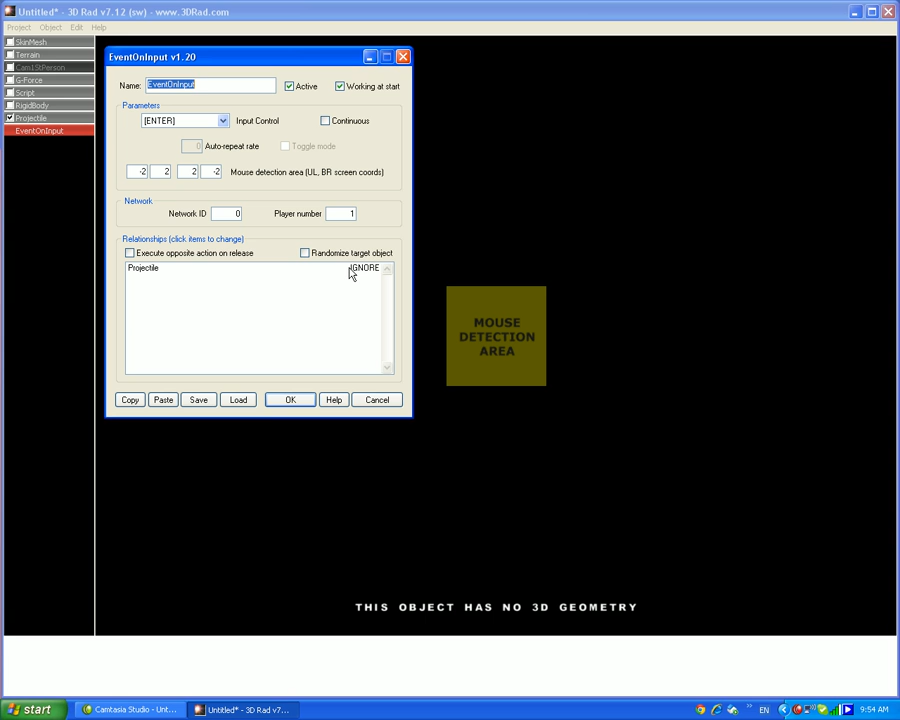 Untitled* - 3D Rad v7.12 (sw) - www.3DRad.com
Project Object Edit Help
SkinMesh
Terrain
Cam1stPerson
G-Force
Script
RigidBody
Projectile
EventOnInput
EventOnInput v1.20
Name: EventOnInput Active Working at start
Parameters
[ENTER] Input Control Continuous
0 Auto-repeat rate Toggle mode
-2 2 2 -2 Mouse detection area (UL, BR screen coords)
Network
Network ID 0 Player number 1
Relationships (click items to change)
Execute opposite action on release Randomize target object
Projectile IGNORE
Copy Paste Save Load OK Help Cancel
MOUSE
DETECTION
AREA
THIS OBJECT HAS NO 3D GEOMETRY
start Camtasia Studio - Unt... Untitled* - 3D Rad v7... EN 9:54 AM